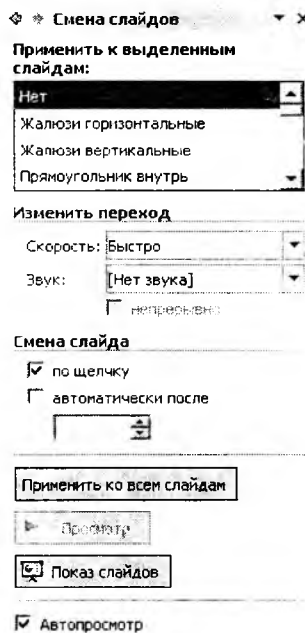 Смена слайдов
Применить к выделенным
слайдам:
Нет
Жалюзи горизонтальные
Жалюзи вертикальные
Прямоугольник внутрь
Изменить переход
Скорость: Быстро
Звук: [Нет звука]
непрерывно
Смена слайда
по щелчку
автоматически после
Применить ко всем слайдам
Просмотр
Показ слайдов
Автопросмотр